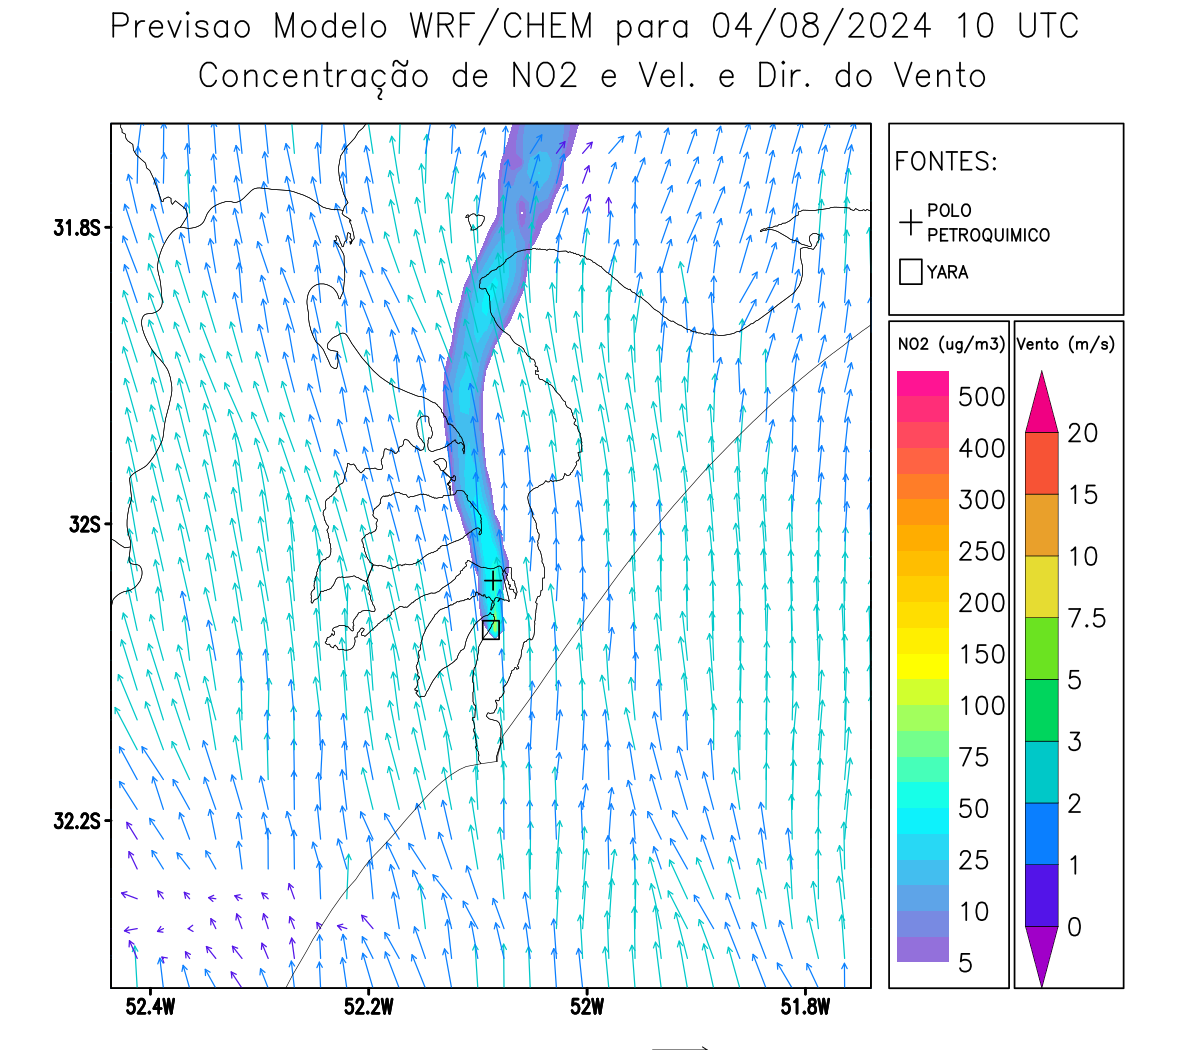 Previsao Modelo WRF/CHEM para 04/08/2024 10 UTC
Concentração de NO2 e Vel. e Dir. do Vento
FONTES:
POLO
PETROQUIMICO
YARA
31.8S
32S
32.2S
52.4W 52.2W 52W 51.8W
NO2 (ug/m3)
500
400
300
250
200
150
100
75
50
25
10
5
Vento (m/s)
20
15
10
7.5
5
3
2
1
0